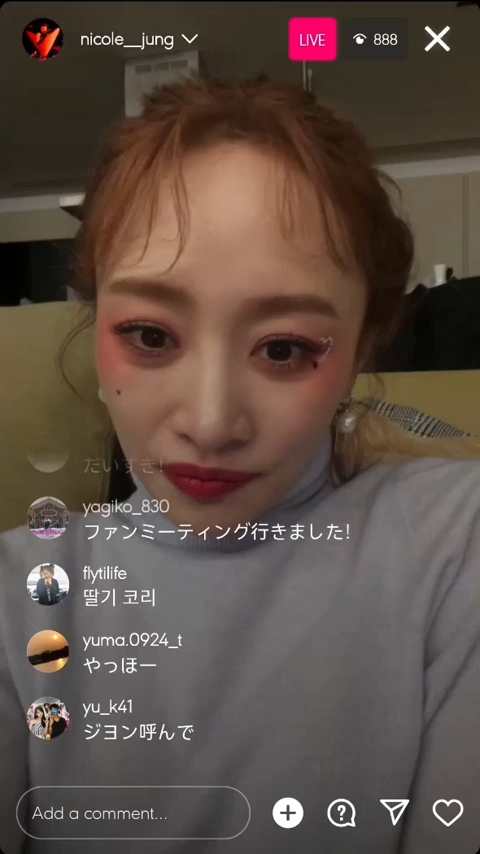 nicole__jung
LIVE
888
だいすき!
yagiko_830
ファンミーティング行きました!
flytilife
딸기 코리
yuma.0924_t
やっほー
yu_k41
ジヨン呼んで
Add a comment...